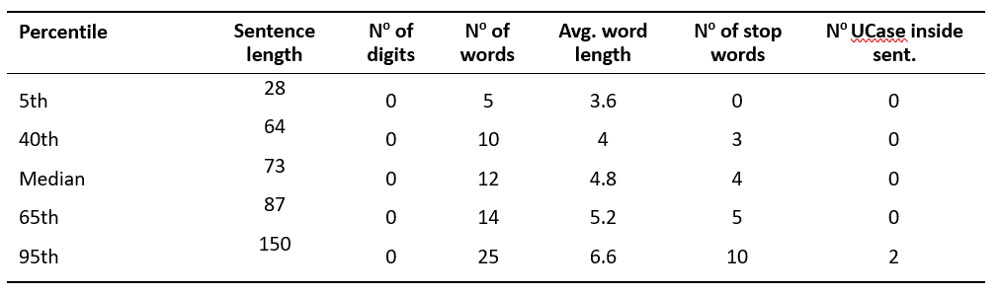 Percentile Sentence length Nº of digits Nº of words Avg. word length Nº of stop words Nº UCase inside sent.
5th 28 0 5 3.6 0 0
40th 64 0 10 4 3 0
Median 73 0 12 4.8 4 0
65th 87 0 14 5.2 5 0
95th 150 0 25 6.6 10 2